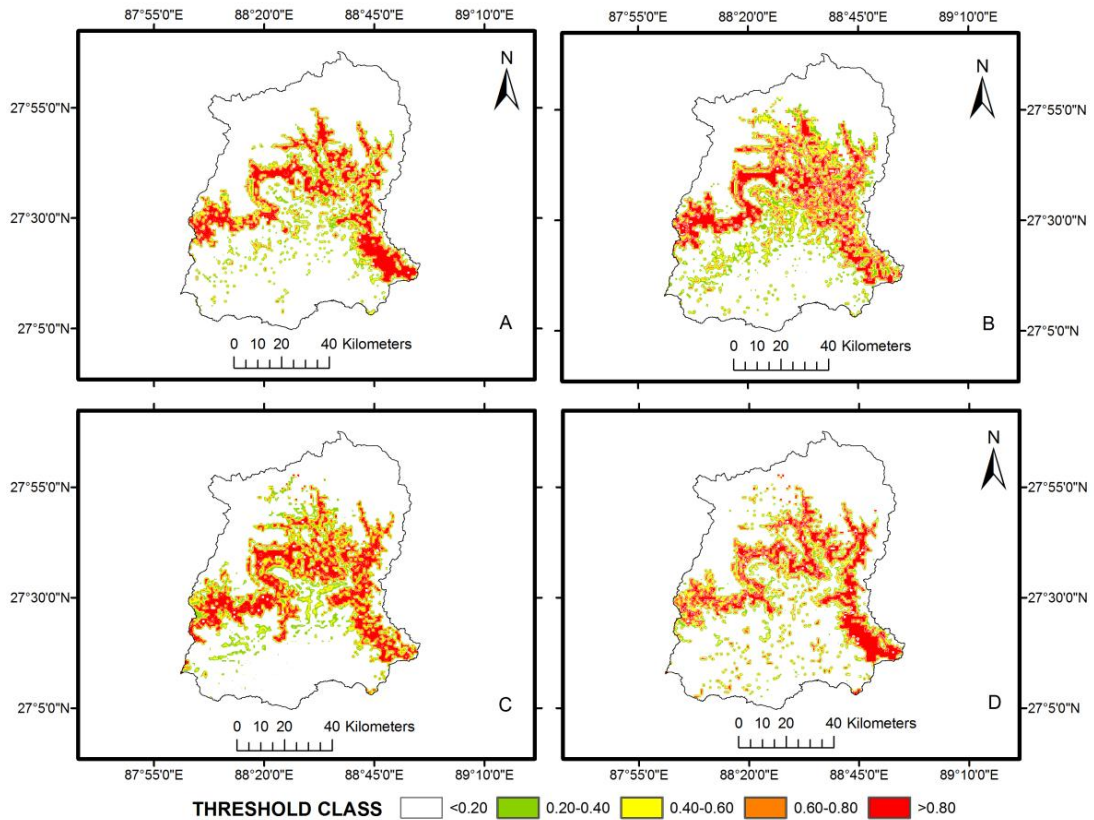 87°55'0"E 88°20'0"E 88°45'0"E 89°10'0"E 87°55'0"E 88°20'0"E 88°45'0"E 89°10'0"E
N N
27°55'0"N 27°55'0"N
27°30'0"N 27°30'0"N
27°5'0"N A B 27°5'0"N
0 10 20 40 Kilometers 0 10 20 40 Kilometers
N
27°55'0"N 27°55'0"N
27°30'0"N 27°30'0"N
27°5'0"N C D 27°5'0"N
0 10 20 40 Kilometers 0 10 20 40 Kilometers
87°55'0"E 88°20'0"E 88°45'0"E 89°10'0"E 87°55'0"E 88°20'0"E 88°45'0"E 89°10'0"E
THRESHOLD CLASS <0.20 0.20-0.40 0.40-0.60 0.60-0.80 >0.80